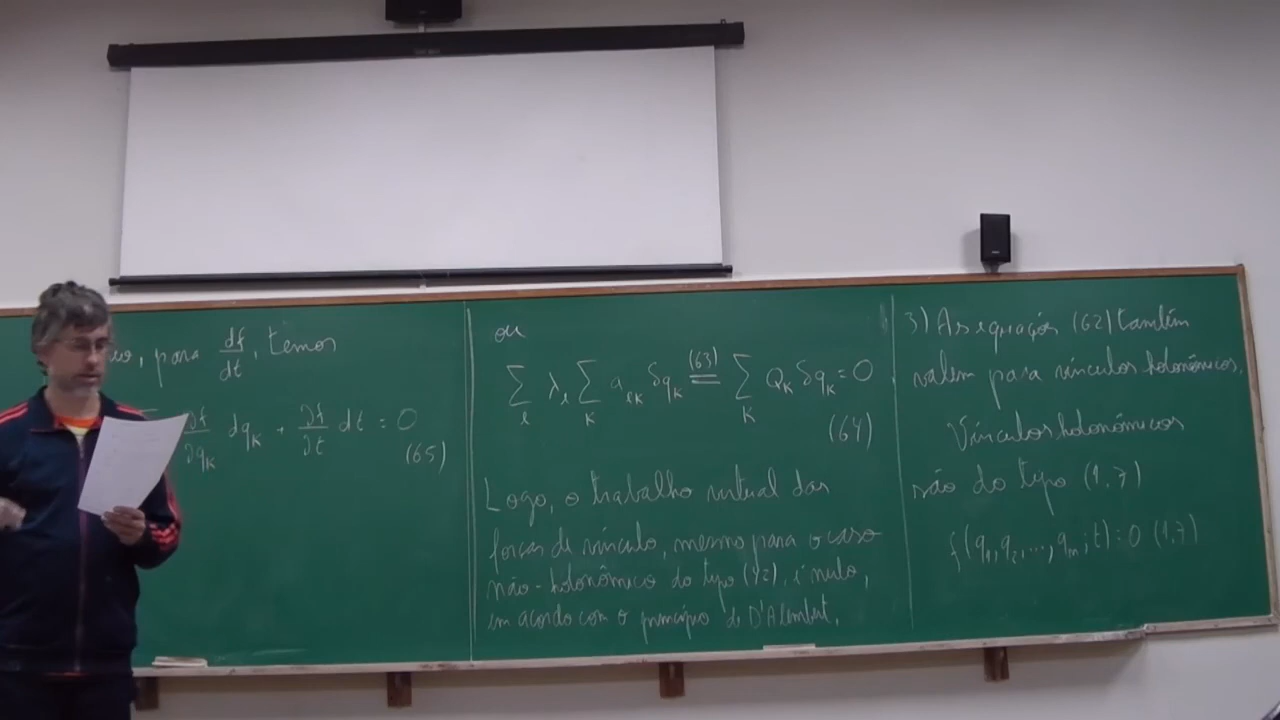 para df/dt, temos
∂f/∂q_K dq_K + ∂f/∂t dt = 0
(65)
ou
∑_ℓ λ_ℓ ∑_K a_ℓK δq_K (63)= ∑_K Q_K δq_K = 0
(64)
Logo, o trabalho virtual das
forças de vínculo, mesmo para o caso
não-holonômico do tipo (42), é nulo,
em acordo com o princípio de D'Alembert.
3) As equações (62) também
valem para vínculos holonômicos.
Vínculos holonômicos
são do tipo (1.7)
f(q_1, q_2, ..., q_n; t) = 0 (1.7)